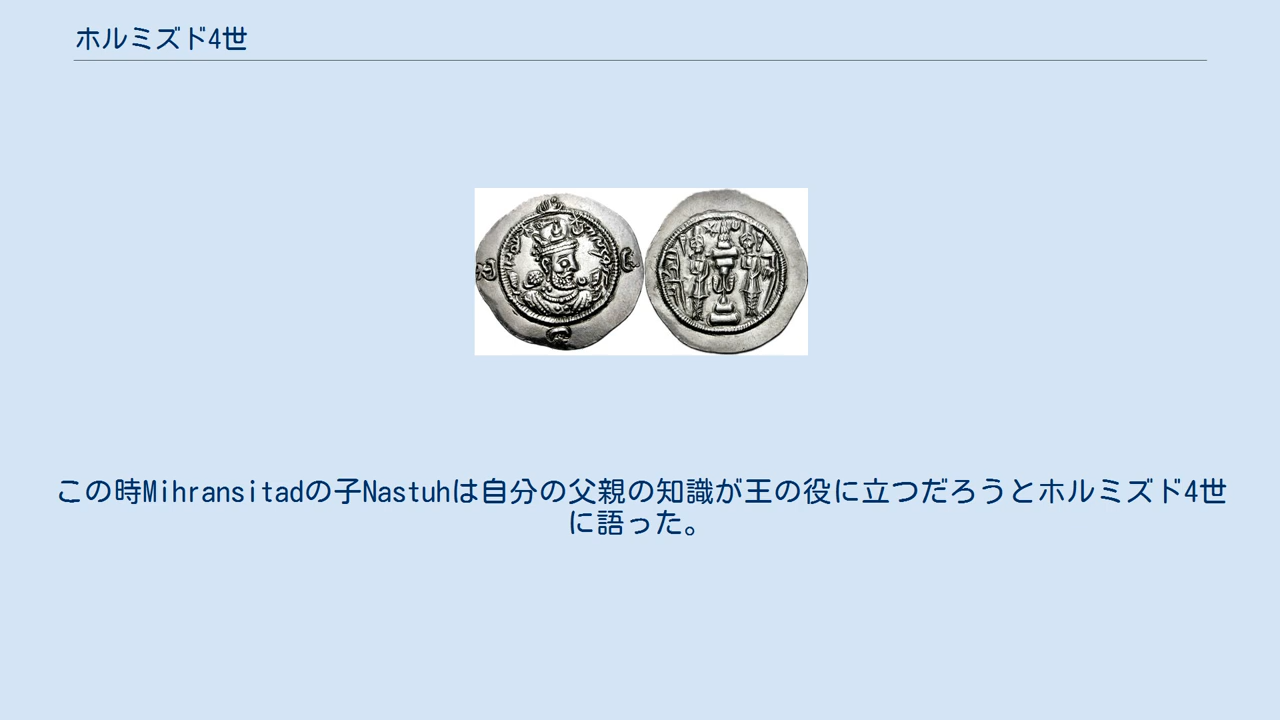 ホルミズド4世
この時Mihransitadの子Nastuhは自分の父親の知識が王の役に立つだろうとホルミズド4世
に語った。